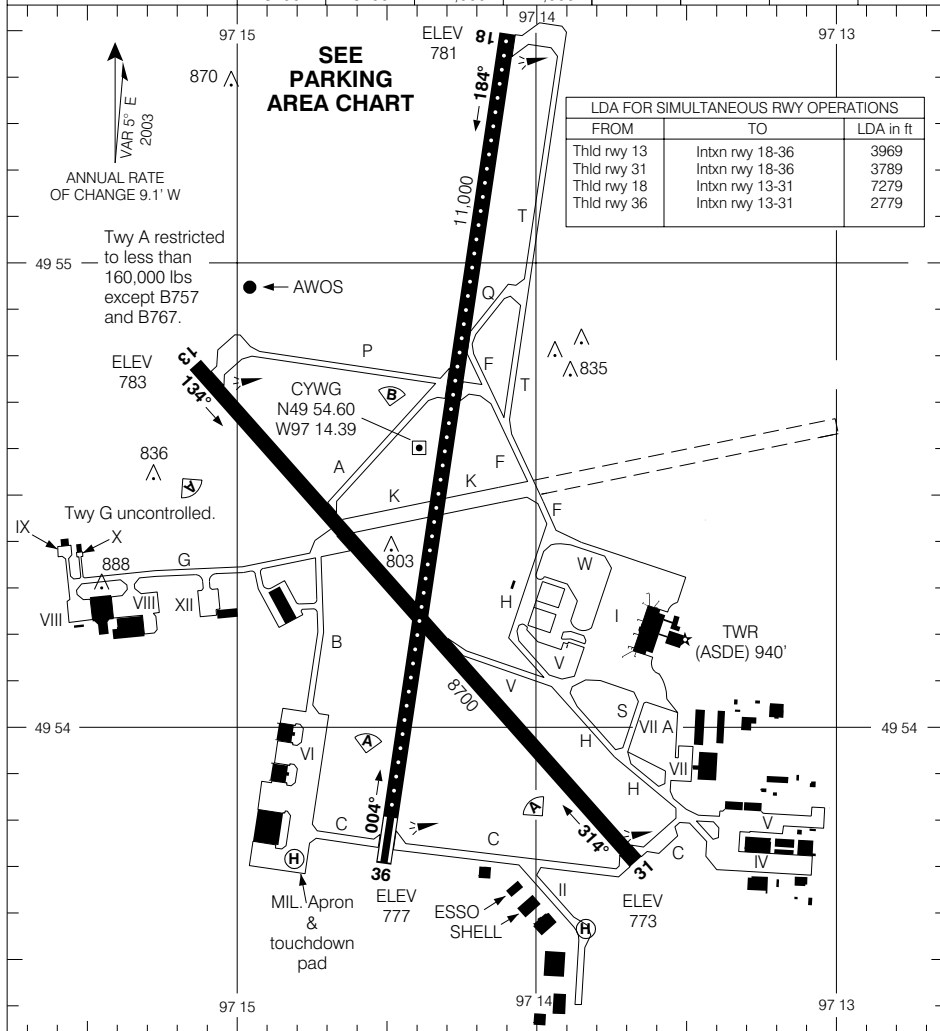 97 15
97 14
97 13
SEE
PARKING
AREA CHART
ELEV
781
18
184°
870
VAR 5° E
2003
ANNUAL RATE
OF CHANGE 9.1' W
LDA FOR SIMULTANEOUS RWY OPERATIONS
FROM TO LDA in ft
Thld rwy 13 Intxn rwy 18-36 3969
Thld rwy 31 Intxn rwy 18-36 3789
Thld rwy 18 Intxn rwy 13-31 7279
Thld rwy 36 Intxn rwy 13-31 2779
11,000
T
Twy A restricted
to less than
160,000 lbs
except B757
and B767.
49 55
49 55
AWOS
Q
P
F
T
835
ELEV
783
13
134°
CYWG
N49 54.60
W97 14.39
B
A
F
K
K
F
836
A
Twy G uncontrolled.
IX
X
888
G
803
VIII
VIII
XII
W
H
I
TWR
(ASDE) 940'
B
V
V
8700
S
VII A
49 54
49 54
H
VII
VI
A
H
004°
A
314°
C
C
C
V
IV
H
36
31
ELEV
777
ELEV
773
II
MIL. Apron
&
touchdown
pad
ESSO
SHELL
H
97 15
97 14
97 13